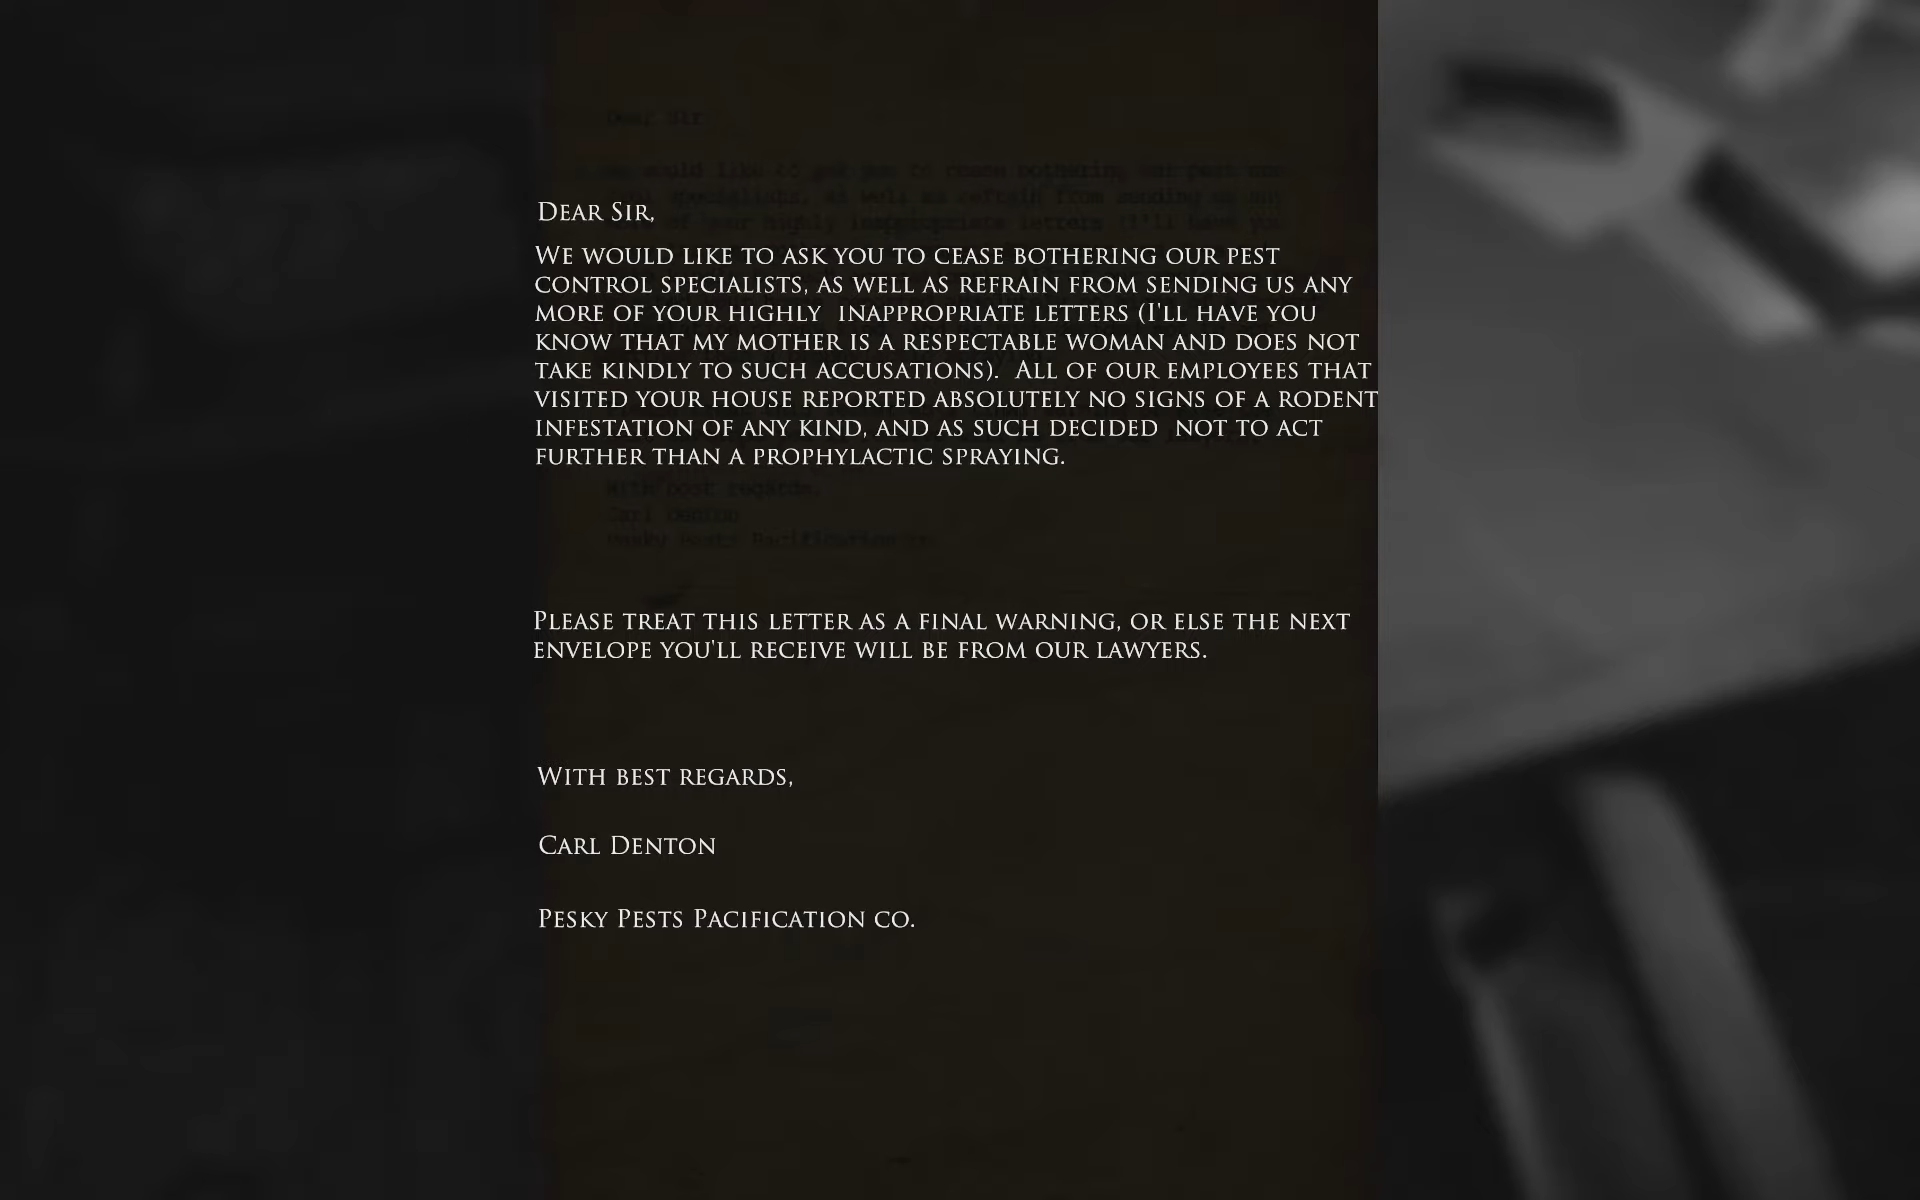 Dear Sir,
We would like to ask you to cease bothering our pest
control specialists, as well as refrain from sending us any
more of your highly  inappropriate letters (I'll have you
know that my mother is a respectable woman and does not
take kindly to such accusations).  All of our employees that
visited your house reported absolutely no signs of a rodent
infestation of any kind, and as such decided  not to act
further than a prophylactic spraying.
Please treat this letter as a final warning, or else the next
envelope you'll receive will be from our lawyers.
With best regards,
Carl Denton
Pesky Pests Pacification co.